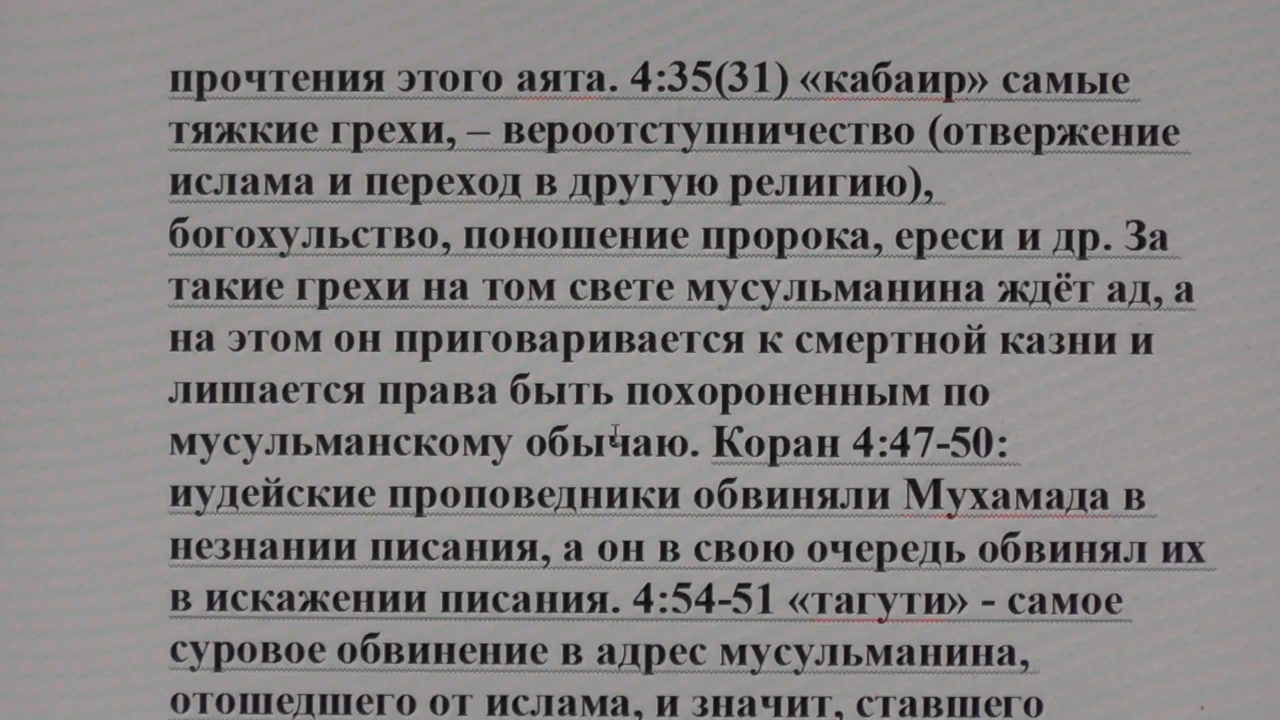 прочтения этого аята. 4:35(31) «кабаир» самые
тяжкие грехи, – вероотступничество (отвержение
ислама и переход в другую религию),
богохульство, поношение пророка, ереси и др. За
такие грехи на том свете мусульманина ждёт ад, а
на этом он приговаривается к смертной казни и
лишается права быть похороненным по
мусульманскому обычаю. Коран 4:47-50:
иудейские проповедники обвиняли Мухамада в
незнании писания, а он в свою очередь обвинял их
в искажении писания. 4:54-51 «тагути» - самое
суровое обвинение в адрес мусульманина,
отошедшего от ислама, и значит, ставшего